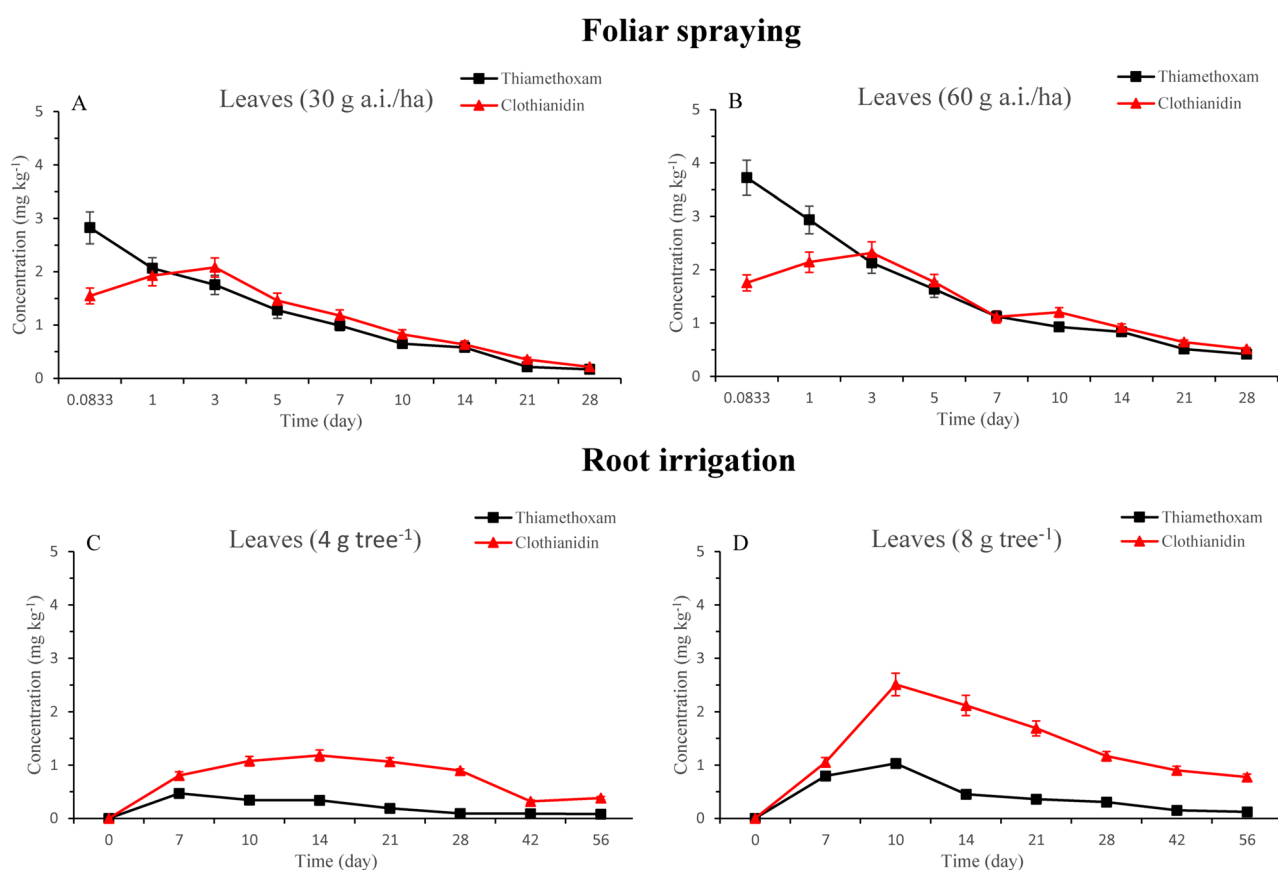 Foliar spraying
A
Leaves (30 g a.i./ha)
Thiamethoxam
Clothianidin
Concentration (mg kg⁻¹)
5
4
3
2
1
0
0.0833 1 3 5 7 10 14 21 28
Time (day)
B
Leaves (60 g a.i./ha)
Thiamethoxam
Clothianidin
Concentration (mg kg⁻¹)
5
4
3
2
1
0
0.0833 1 3 5 7 10 14 21 28
Time (day)
Root irrigation
C
Leaves (4 g tree⁻¹)
Thiamethoxam
Clothianidin
Concentration (mg kg⁻¹)
5
4
3
2
1
0
0 7 10 14 21 28 42 56
Time (day)
D
Leaves (8 g tree⁻¹)
Thiamethoxam
Clothianidin
Concentration (mg kg⁻¹)
5
4
3
2
1
0
0 7 10 14 21 28 42 56
Time (day)